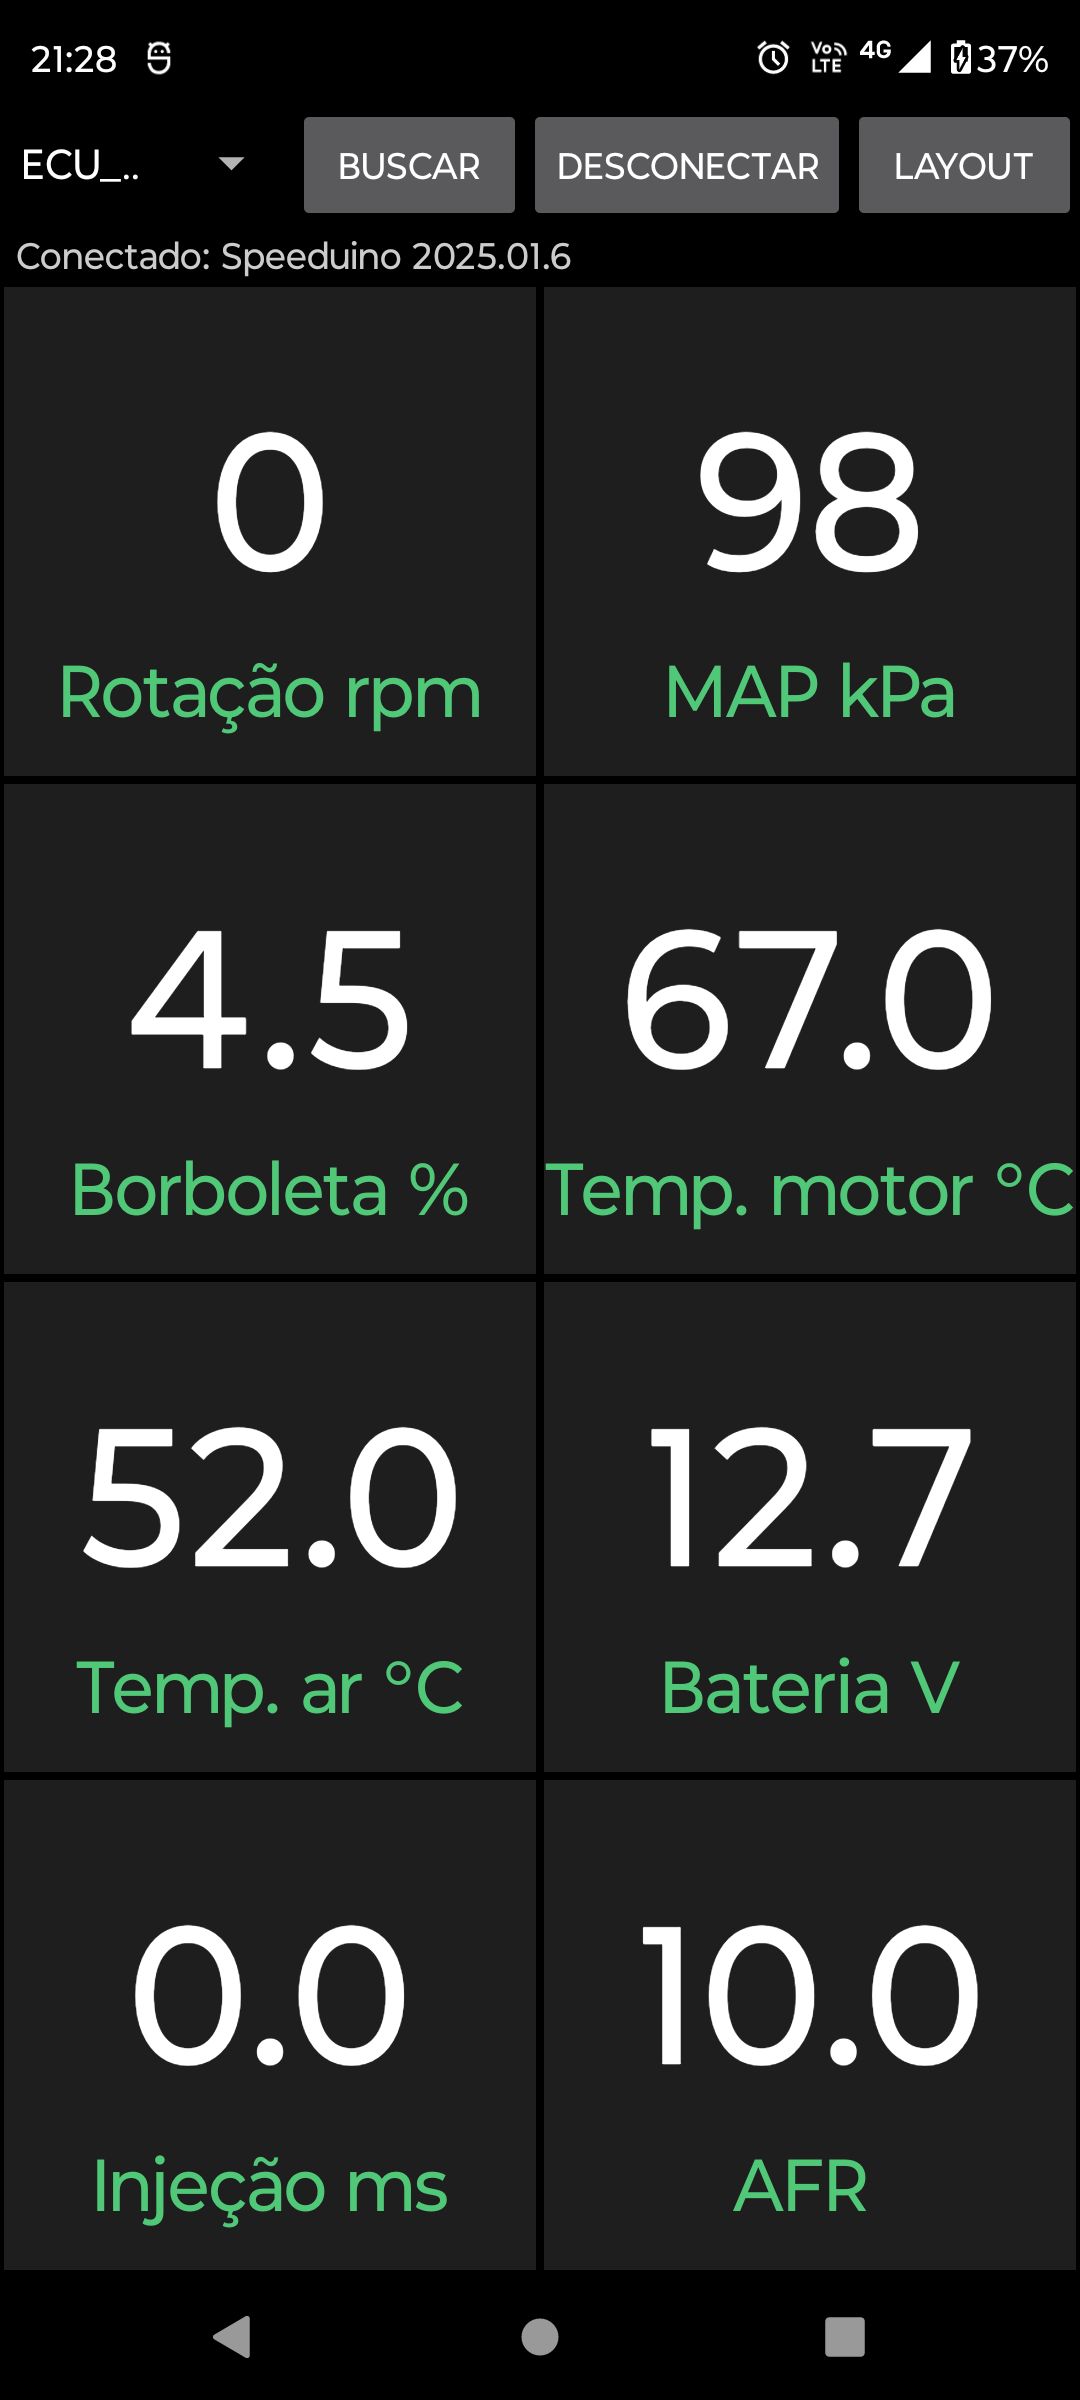 21:28 VoLTE 4G 37%
ECU_.. BUSCAR DESCONECTAR LAYOUT
Conectado: Speeduino 2025.01.6
0 98
Rotação rpm MAP kPa
4.5 67.0
Borboleta % Temp. motor °C
52.0 12.7
Temp. ar °C Bateria V
0.0 10.0
Injeção ms AFR